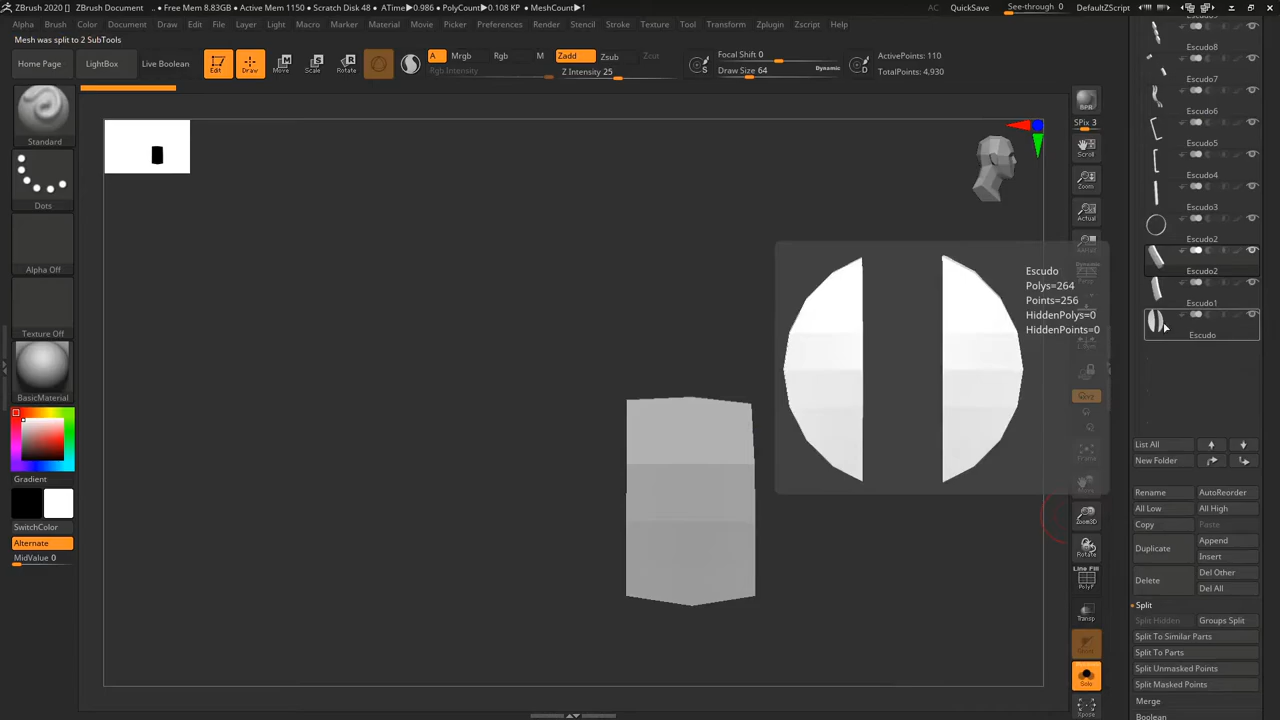 ZBrush 2020 [] ZBrush Document .. • Free Mem 8.83GB • Active Mem 1150 • Scratch Disk 48 • ATime▶0.986 • PolyCount▶0.108 KP • MeshCount▶1 AC QuickSave See-through 0 DefaultZScript
Alpha Brush Color Document Draw Edit File Layer Light Macro Marker Material Movie Picker Preferences Render Stencil Stroke Texture Tool Transform Zplugin Zscript Help
Mesh was split to 2 SubTools
Home Page LightBox Live Boolean
Edit Draw Move Scale Rotate
A Mrgb Rgb M Zadd Zsub Zcut
Rgb Intensity Z Intensity 25
Focal Shift 0
Draw Size 64 Dynamic
ActivePoints: 110
TotalPoints: 4,930
Standard
Dots
Alpha Off
Texture Off
BasicMaterial
Gradient
SwitchColor
Alternate
MidValue 0
Escudo
Polys=264
Points=256
HiddenPolys=0
HiddenPoints=0
BPR
SPix 3
Scroll
Zoom
Actual
Zoom3D
Rotate
Line Fill
PolyF
Transp
Solo
Xpose
Escudo8
Escudo7
Escudo6
Escudo5
Escudo4
Escudo3
Escudo2
Escudo2
Escudo1
Escudo
List All
New Folder
Rename AutoReorder
All Low All High
Copy Paste
Duplicate Append
Insert
Delete Del Other
Del All
Split
Split Hidden Groups Split
Split To Similar Parts
Split To Parts
Split Unmasked Points
Split Masked Points
Merge
Boolean